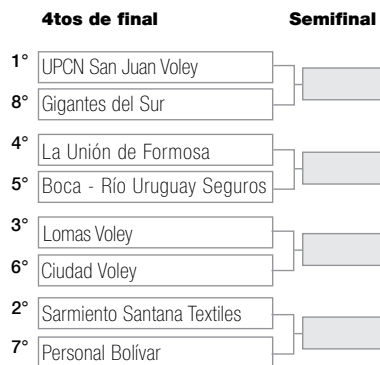 4tos de final Semifinal
1° UPCN San Juan Voley
8° Gigantes del Sur
4° La Unión de Formosa
5° Boca - Río Uruguay Seguros
3° Lomas Voley
6° Ciudad Voley
2° Sarmiento Santana Textiles
7° Personal Bolívar